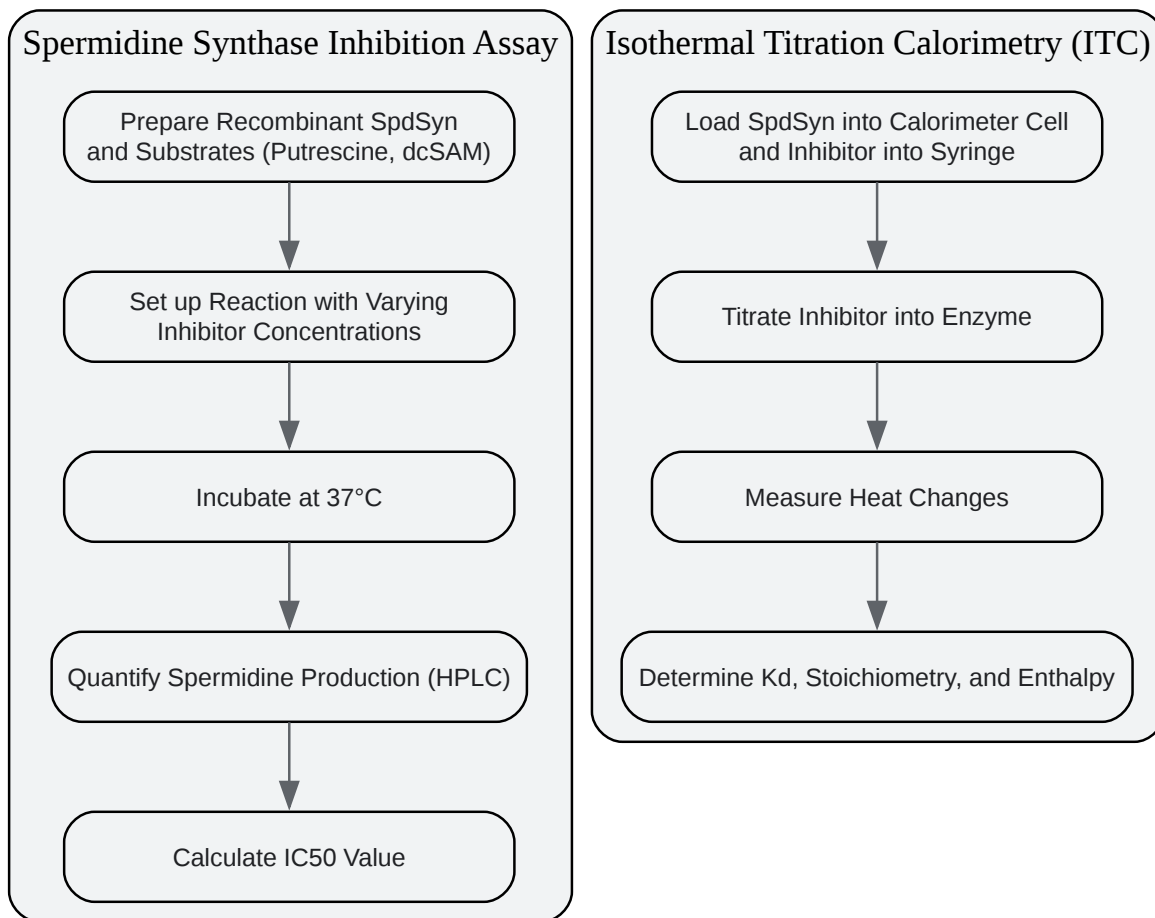 Spermidine Synthase Inhibition Assay
Prepare Recombinant SpdSyn
and Substrates (Putrescine, dcSAM)
Set up Reaction with Varying
Inhibitor Concentrations
Incubate at 37°C
Quantify Spermidine Production (HPLC)
Calculate IC50 Value
Isothermal Titration Calorimetry (ITC)
Load SpdSyn into Calorimeter Cell
and Inhibitor into Syringe
Titrate Inhibitor into Enzyme
Measure Heat Changes
Determine Kd, Stoichiometry, and Enthalpy